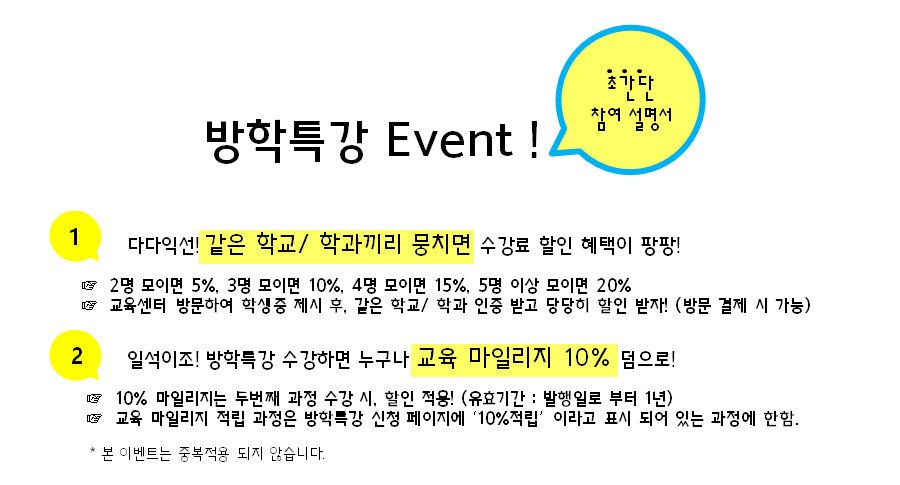 초간단
참여 설명서
방학특강 Event !
1
다다익선! 같은 학교/ 학과끼리 뭉치면 수강료 할인 혜택이 팡팡!
☞ 2명 모이면 5%, 3명 모이면 10%, 4명 모이면 15%, 5명 이상 모이면 20%
☞ 교육센터 방문하여 학생증 제시 후, 같은 학교/ 학과 인증 받고 당당히 할인 받자! (방문 결제 시 가능)
2
일석이조! 방학특강 수강하면 누구나 교육 마일리지 10% 덤으로!
☞ 10% 마일리지는 두번째 과정 수강 시, 할인 적용! (유효기간 : 발행일로 부터 1년)
☞ 교육 마일리지 적립 과정은 방학특강 신청 페이지에 ‘10%적립’ 이라고 표시 되어 있는 과정에 한함.
* 본 이벤트는 중복적용 되지 않습니다.